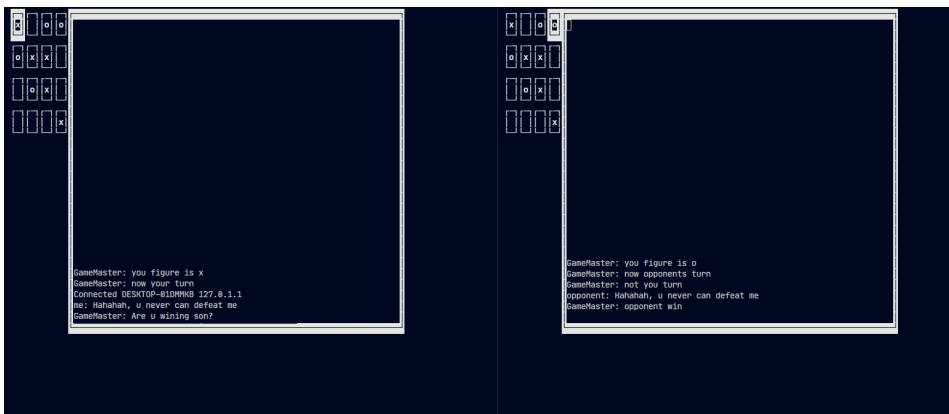 x o o
o x x
o x
x
GameMaster: you figure is x
GameMaster: now your turn
Connected DESKTOP-01DMMKB 127.0.1.1
me: Hahahah, u never can defeat me
GameMaster: Are u wining son?
x o o
o x x
o x
x
GameMaster: you figure is o
GameMaster: now opponents turn
GameMaster: not you turn
opponent: Hahahah, u never can defeat me
GameMaster: opponent win